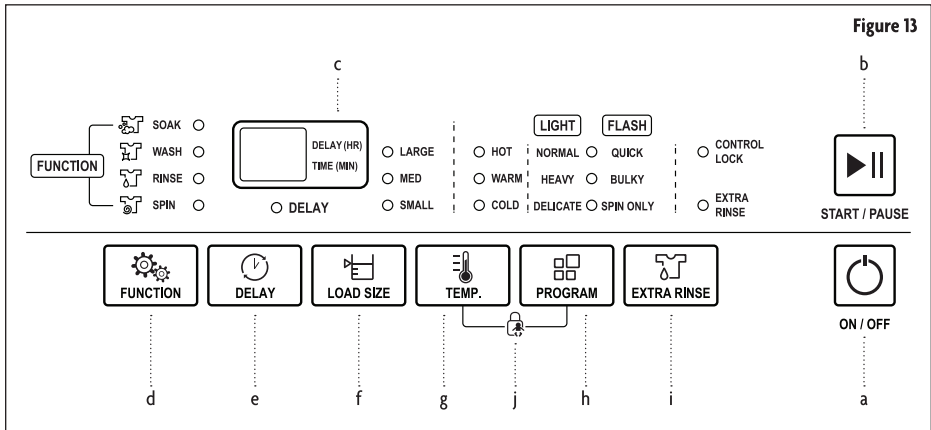 Figure 13
c
b
FUNCTION
SOAK
WASH
RINSE
SPIN
DELAY (HR)
TIME (MIN)
DELAY
LARGE
MED
SMALL
HOT
WARM
COLD
LIGHT FLASH
NORMAL QUICK
HEAVY BULKY
DELICATE SPIN ONLY
CONTROL
LOCK
EXTRA
RINSE
START / PAUSE
FUNCTION
DELAY
LOAD SIZE
TEMP.
PROGRAM
EXTRA RINSE
ON / OFF
d e f g j h i a